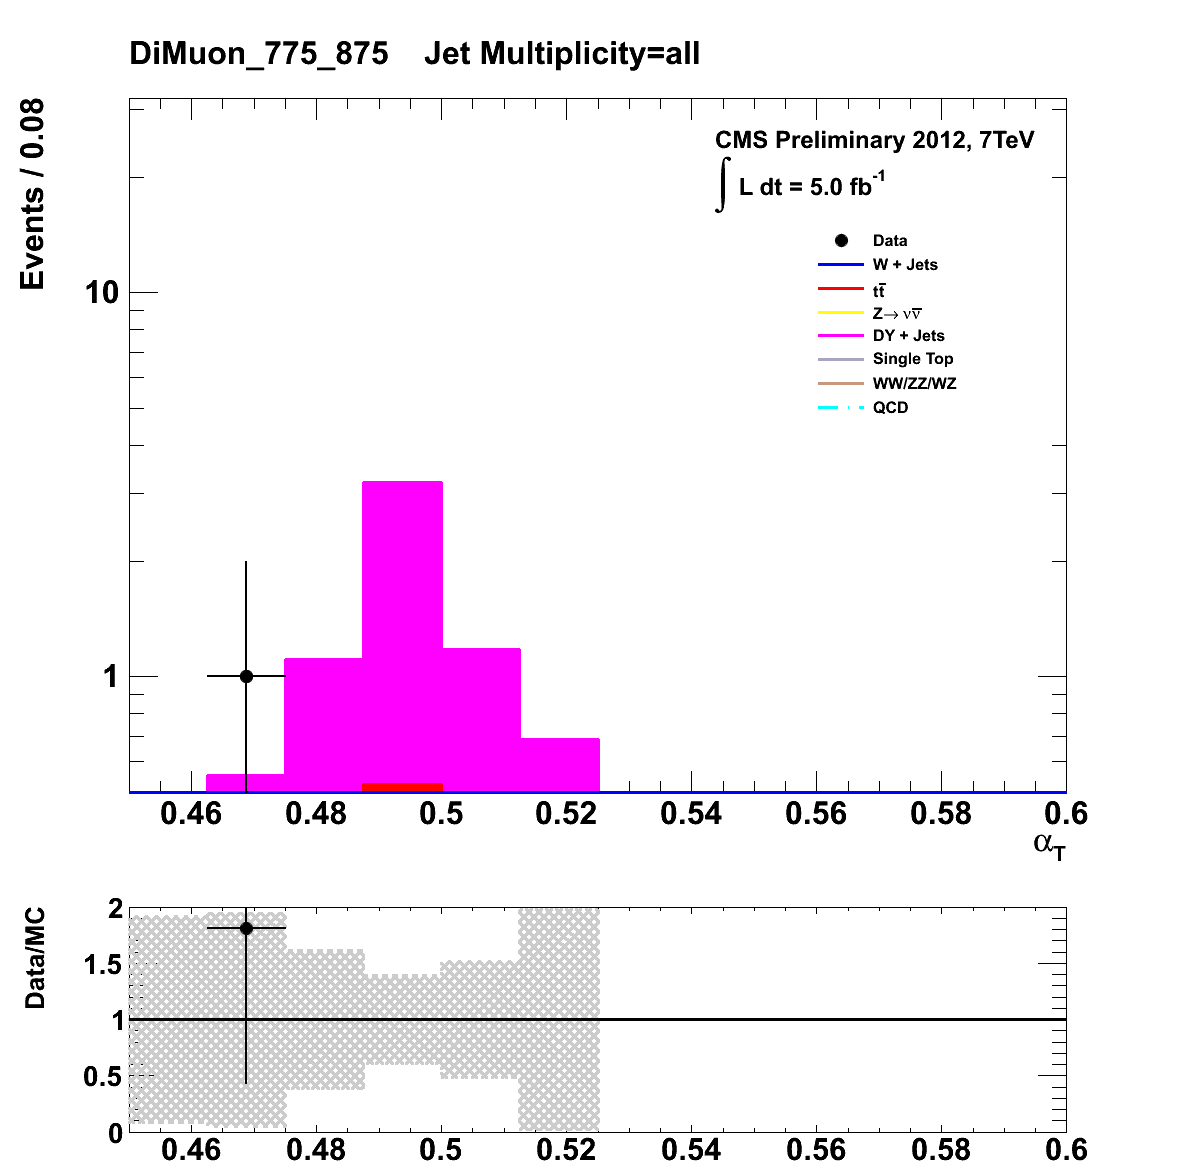 DiMuon_775_875 Jet Multiplicity=all
Events / 0.08
CMS Preliminary 2012, 7TeV
∫ L dt = 5.0 fb⁻¹
Data
W + Jets
tt̅
Z→ νν̅
DY + Jets
Single Top
WW/ZZ/WZ
QCD
10
1
0.46 0.48 0.5 0.52 0.54 0.56 0.58 0.6
α_T
Data/MC
2
1.5
1
0.5
0
0.46 0.48 0.5 0.52 0.54 0.56 0.58 0.6